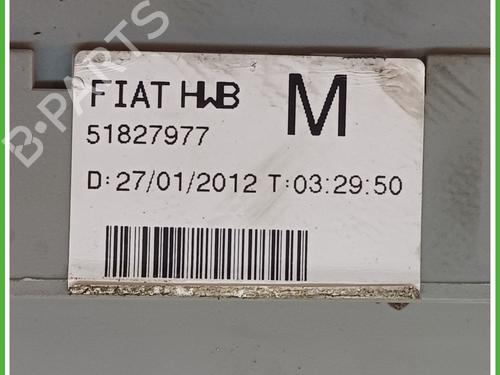 FIAT HWB M
51827977
D:27/01/2012 T:03:29:50
B-PARTS